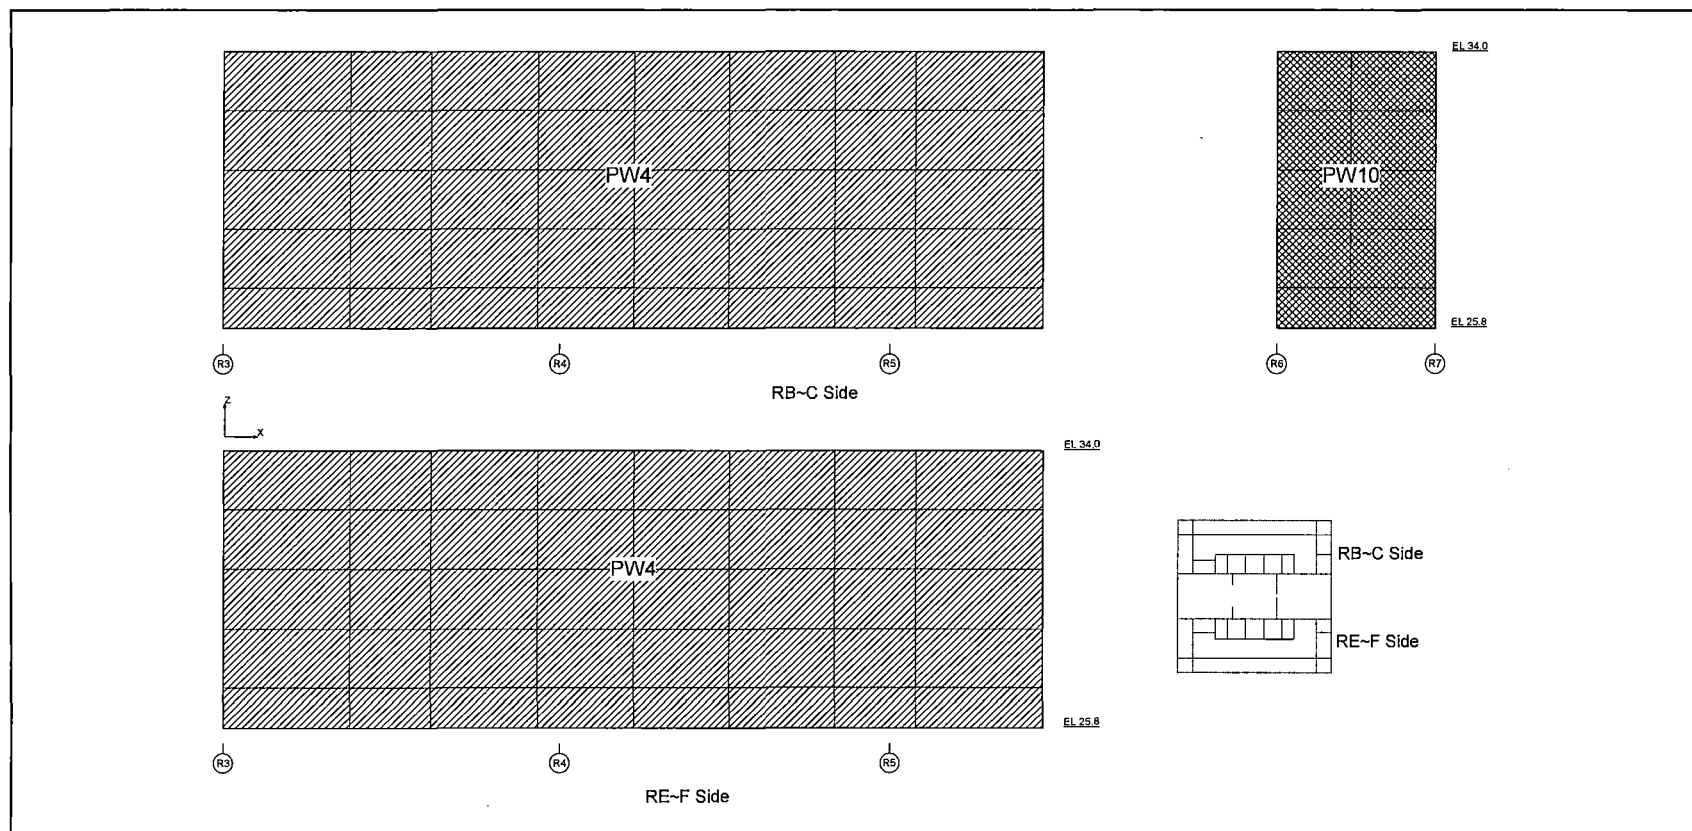 EL 34.0
PW4
PW10
EL 25.8
R3
R4
R5
R6
R7
RB~C Side
Z
X
EL 34.0
PW4
RB~C Side
RE~F Side
EL 25.8
R3
R4
R5
RE~F Side